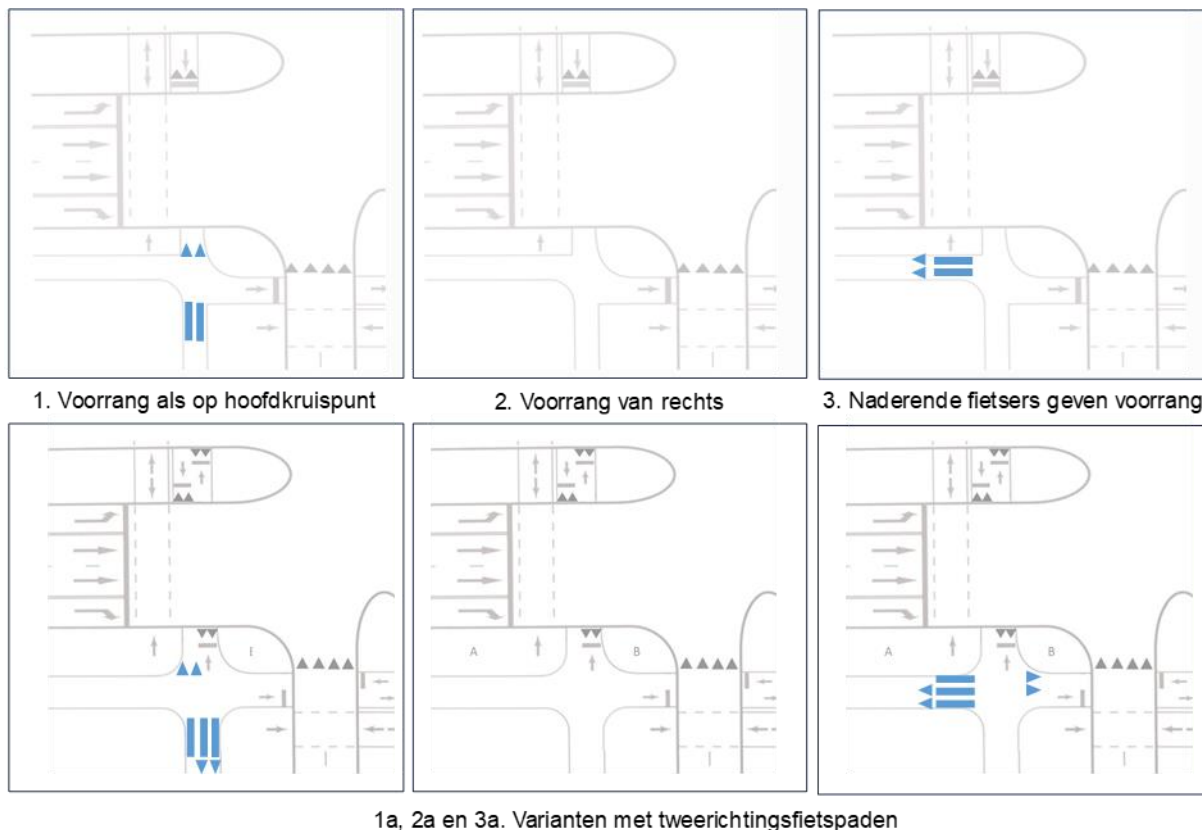 1. Voorrang als op hoofdkruispunt
2. Voorrang van rechts
3. Naderende fietsers geven voorrang
E
A
B
A
B
1a, 2a en 3a. Varianten met tweerichtingsfietspaden